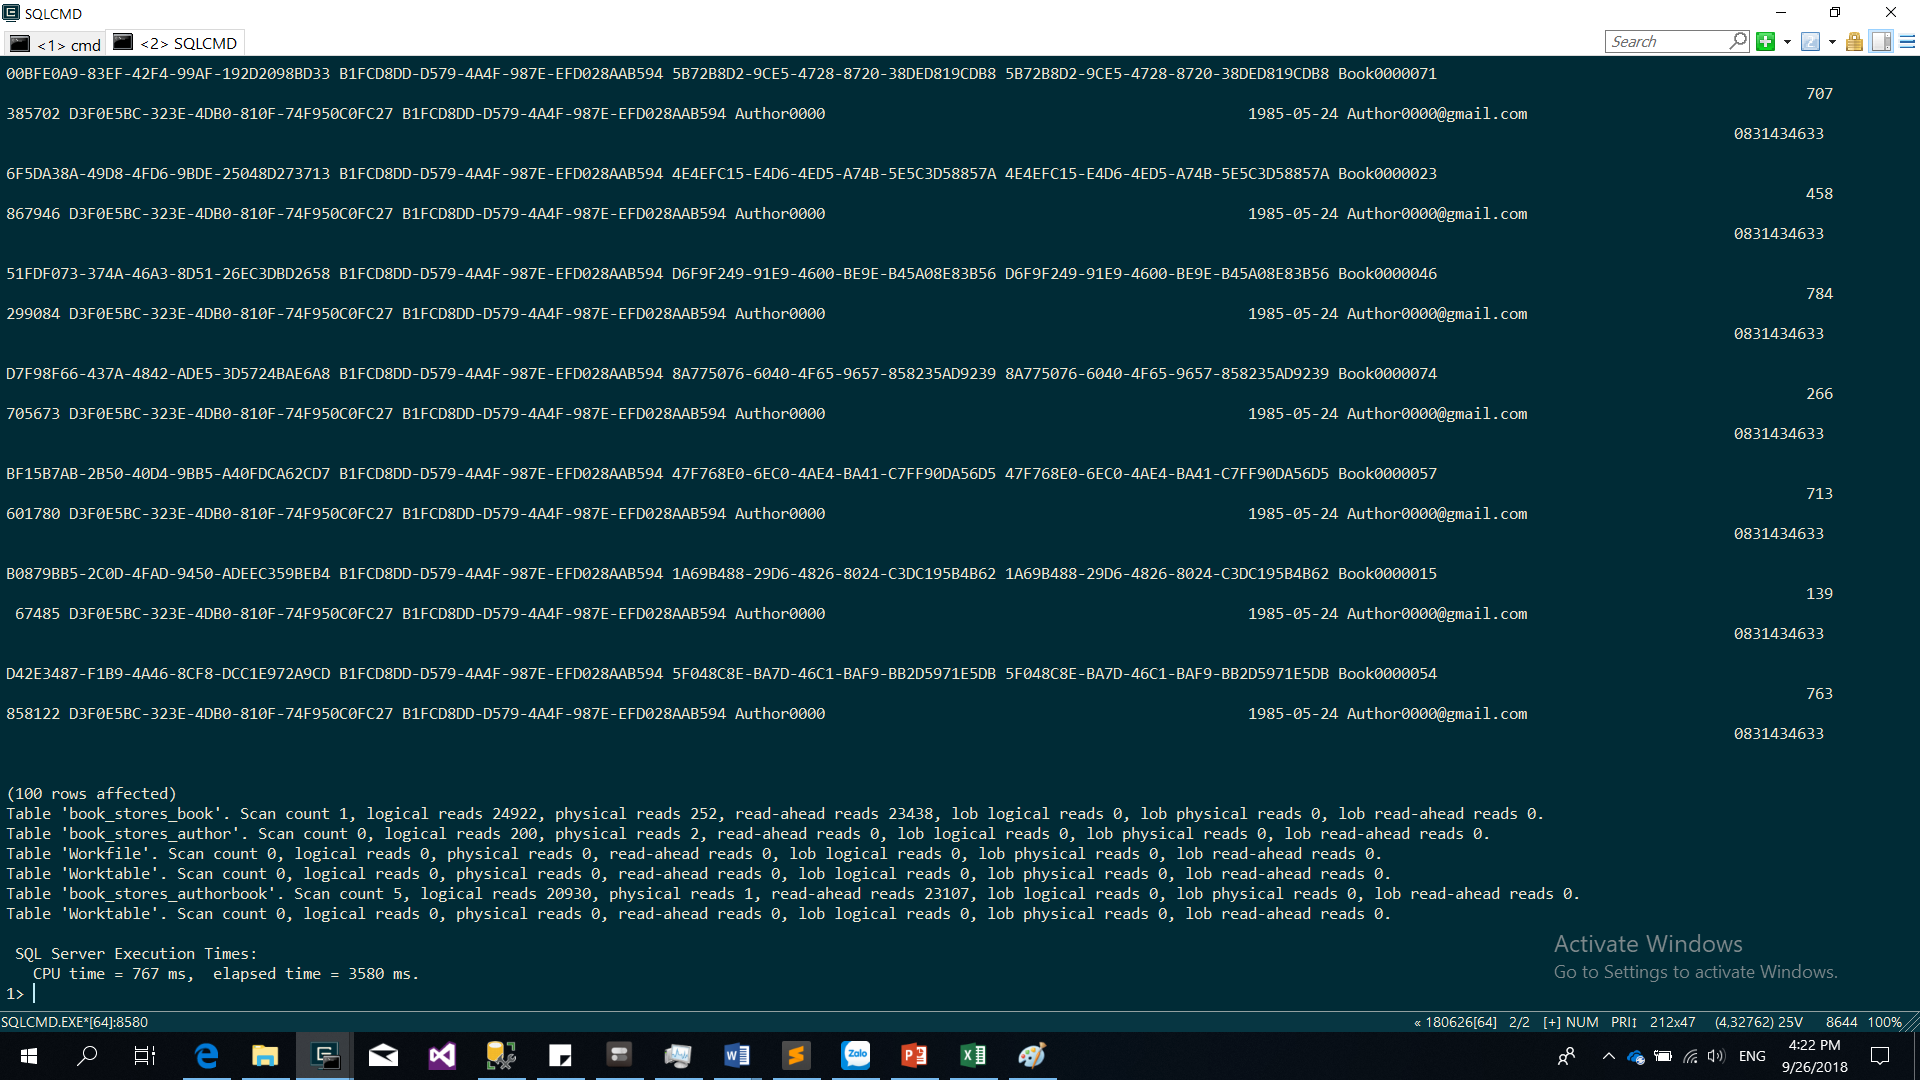 SQLCMD
<1> cmd <2> SQLCMD Search
00BFE0A9-83EF-42F4-99AF-192D2098BD33 B1FCD8DD-D579-4A4F-987E-EFD028AAB594 5B72B8D2-9CE5-4728-8720-38DED819CDB8 5B72B8D2-9CE5-4728-8720-38DED819CDB8 Book0000071
707
385702 D3F0E5BC-323E-4DB0-810F-74F950C0FC27 B1FCD8DD-D579-4A4F-987E-EFD028AAB594 Author0000 1985-05-24 Author0000@gmail.com
0831434633
6F5DA38A-49D8-4FD6-9BDE-25048D273713 B1FCD8DD-D579-4A4F-987E-EFD028AAB594 4E4EFC15-E4D6-4ED5-A74B-5E5C3D58857A 4E4EFC15-E4D6-4ED5-A74B-5E5C3D58857A Book0000023
458
867946 D3F0E5BC-323E-4DB0-810F-74F950C0FC27 B1FCD8DD-D579-4A4F-987E-EFD028AAB594 Author0000 1985-05-24 Author0000@gmail.com
0831434633
51FDF073-374A-46A3-8D51-26EC3DBD2658 B1FCD8DD-D579-4A4F-987E-EFD028AAB594 D6F9F249-91E9-4600-BE9E-B45A08E83B56 D6F9F249-91E9-4600-BE9E-B45A08E83B56 Book0000046
784
299084 D3F0E5BC-323E-4DB0-810F-74F950C0FC27 B1FCD8DD-D579-4A4F-987E-EFD028AAB594 Author0000 1985-05-24 Author0000@gmail.com
0831434633
D7F98F66-437A-4842-ADE5-3D5724BAE6A8 B1FCD8DD-D579-4A4F-987E-EFD028AAB594 8A775076-6040-4F65-9657-858235AD9239 8A775076-6040-4F65-9657-858235AD9239 Book0000074
266
705673 D3F0E5BC-323E-4DB0-810F-74F950C0FC27 B1FCD8DD-D579-4A4F-987E-EFD028AAB594 Author0000 1985-05-24 Author0000@gmail.com
0831434633
BF15B7AB-2B50-40D4-9BB5-A40FDCA62CD7 B1FCD8DD-D579-4A4F-987E-EFD028AAB594 47F768E0-6EC0-4AE4-BA41-C7FF90DA56D5 47F768E0-6EC0-4AE4-BA41-C7FF90DA56D5 Book0000057
713
601780 D3F0E5BC-323E-4DB0-810F-74F950C0FC27 B1FCD8DD-D579-4A4F-987E-EFD028AAB594 Author0000 1985-05-24 Author0000@gmail.com
0831434633
B0879BB5-2C0D-4FAD-9450-ADEEC359BEB4 B1FCD8DD-D579-4A4F-987E-EFD028AAB594 1A69B488-29D6-4826-8024-C3DC195B4B62 1A69B488-29D6-4826-8024-C3DC195B4B62 Book0000015
139
67485 D3F0E5BC-323E-4DB0-810F-74F950C0FC27 B1FCD8DD-D579-4A4F-987E-EFD028AAB594 Author0000 1985-05-24 Author0000@gmail.com
0831434633
D42E3487-F1B9-4A46-8CF8-DCC1E972A9CD B1FCD8DD-D579-4A4F-987E-EFD028AAB594 5F048C8E-BA7D-46C1-BAF9-BB2D5971E5DB 5F048C8E-BA7D-46C1-BAF9-BB2D5971E5DB Book0000054
763
858122 D3F0E5BC-323E-4DB0-810F-74F950C0FC27 B1FCD8DD-D579-4A4F-987E-EFD028AAB594 Author0000 1985-05-24 Author0000@gmail.com
0831434633
(100 rows affected)
Table 'book_stores_book'. Scan count 1, logical reads 24922, physical reads 252, read-ahead reads 23438, lob logical reads 0, lob physical reads 0, lob read-ahead reads 0.
Table 'book_stores_author'. Scan count 0, logical reads 200, physical reads 2, read-ahead reads 0, lob logical reads 0, lob physical reads 0, lob read-ahead reads 0.
Table 'Workfile'. Scan count 0, logical reads 0, physical reads 0, read-ahead reads 0, lob logical reads 0, lob physical reads 0, lob read-ahead reads 0.
Table 'Worktable'. Scan count 0, logical reads 0, physical reads 0, read-ahead reads 0, lob logical reads 0, lob physical reads 0, lob read-ahead reads 0.
Table 'book_stores_authorbook'. Scan count 5, logical reads 20930, physical reads 1, read-ahead reads 23107, lob logical reads 0, lob physical reads 0, lob read-ahead reads 0.
Table 'Worktable'. Scan count 0, logical reads 0, physical reads 0, read-ahead reads 0, lob logical reads 0, lob physical reads 0, lob read-ahead reads 0.
SQL Server Execution Times:
CPU time = 767 ms, elapsed time = 3580 ms.
1>
Activate Windows
Go to Settings to activate Windows.
SQLCMD.EXE*[64]:8580 « 180626[64] 2/2 [+] NUM PRI↕ 212x47 (4,32762) 25V 8644 100%
Zalo
ENG
4:22 PM
9/26/2018